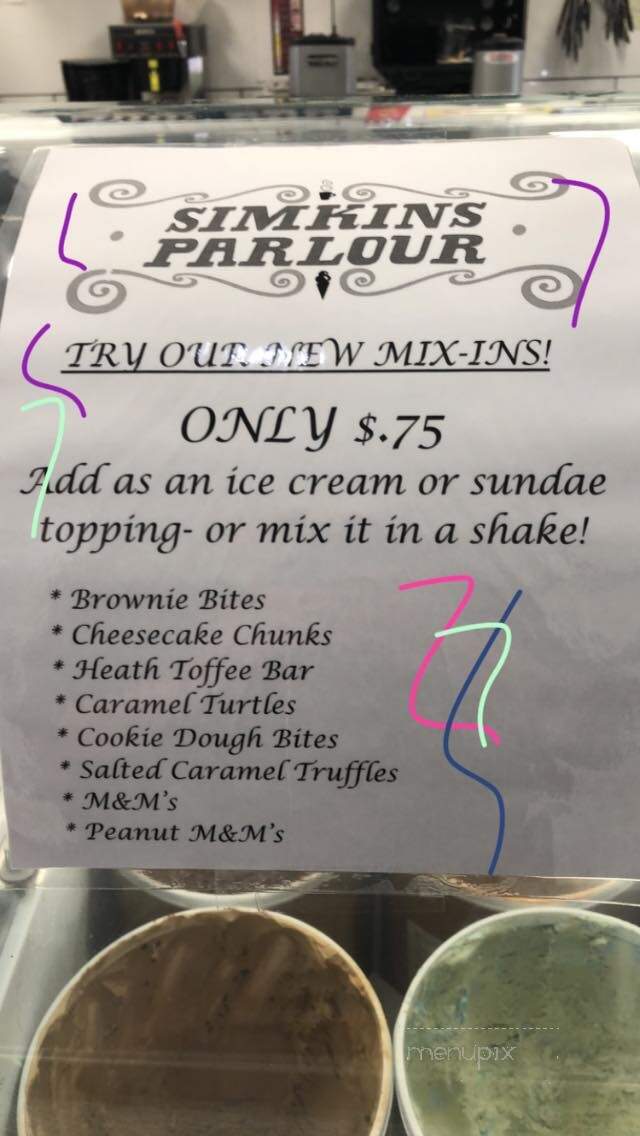 SIMKINS
PARLOUR
TRY OUR NEW MIX-INS!
ONLY $.75
Add as an ice cream or sundae
topping- or mix it in a shake!
* Brownie Bites
* Cheesecake Chunks
* Heath Toffee Bar
* Caramel Turtles
* Cookie Dough Bites
* Salted Caramel Truffles
* M&M's
* Peanut M&M's
menupix